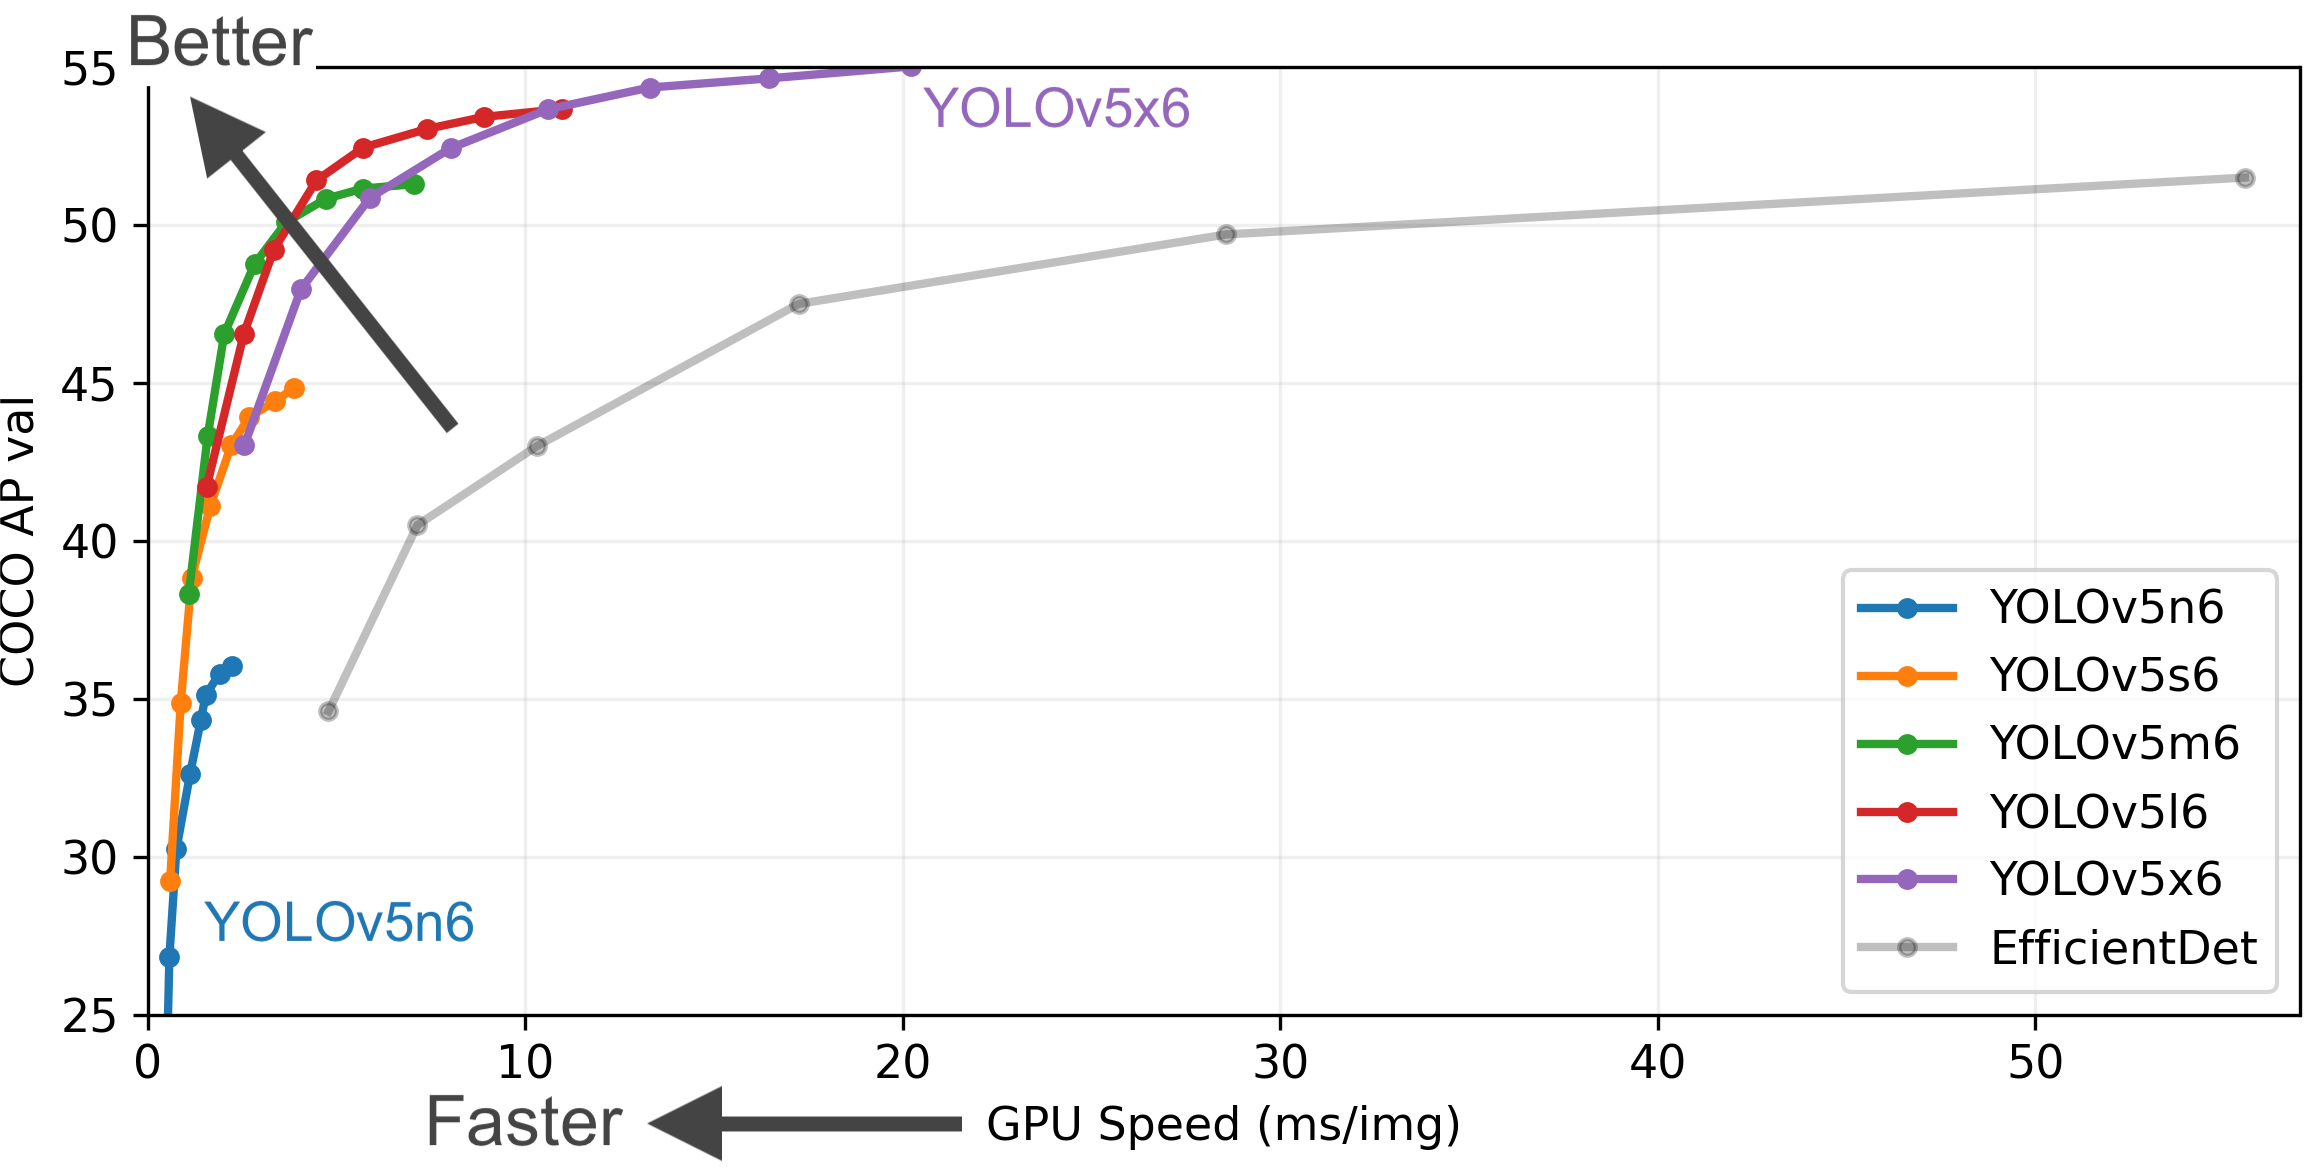 Better
55
50
45
40
35
30
25
COCO AP val
YOLOv5x6
YOLOv5n6
YOLOv5n6
YOLOv5s6
YOLOv5m6
YOLOv5l6
YOLOv5x6
EfficientDet
0 10 20 30 40 50
Faster GPU Speed (ms/img)